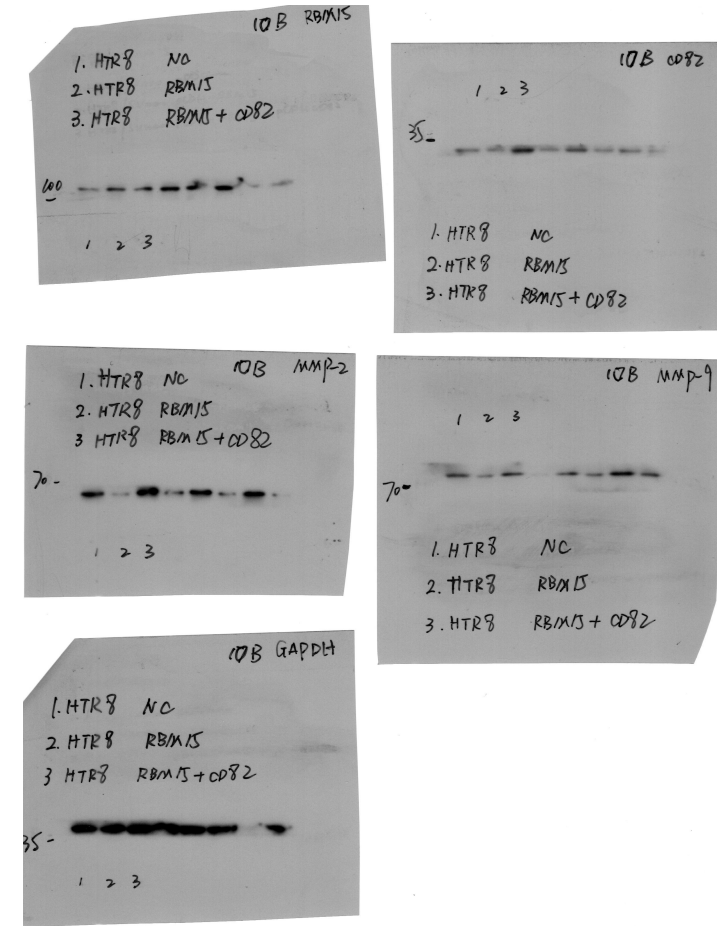 10B RBM15
1. HTR8 NC
2. HTR8 RBM15
3. HTR8 RBM15 + CD82
100
1 2 3
10B CD82
1 2 3
35
1. HTR8 NC
2. HTR8 RBM15
3. HTR8 RBM15 + CD82
10B MMP-2
1. HTR8 NC
2. HTR8 RBM15
3 HTR8 RBM15 + CD82
70 -
1 2 3
10B MMP-9
1 2 3
70
1. HTR8 NC
2. HTR8 RBM15
3. HTR8 RBM15 + CD82
10B GAPDH
1. HTR8 NC
2. HTR8 RBM15
3 HTR8 RBM15 + CD82
35 -
1 2 3